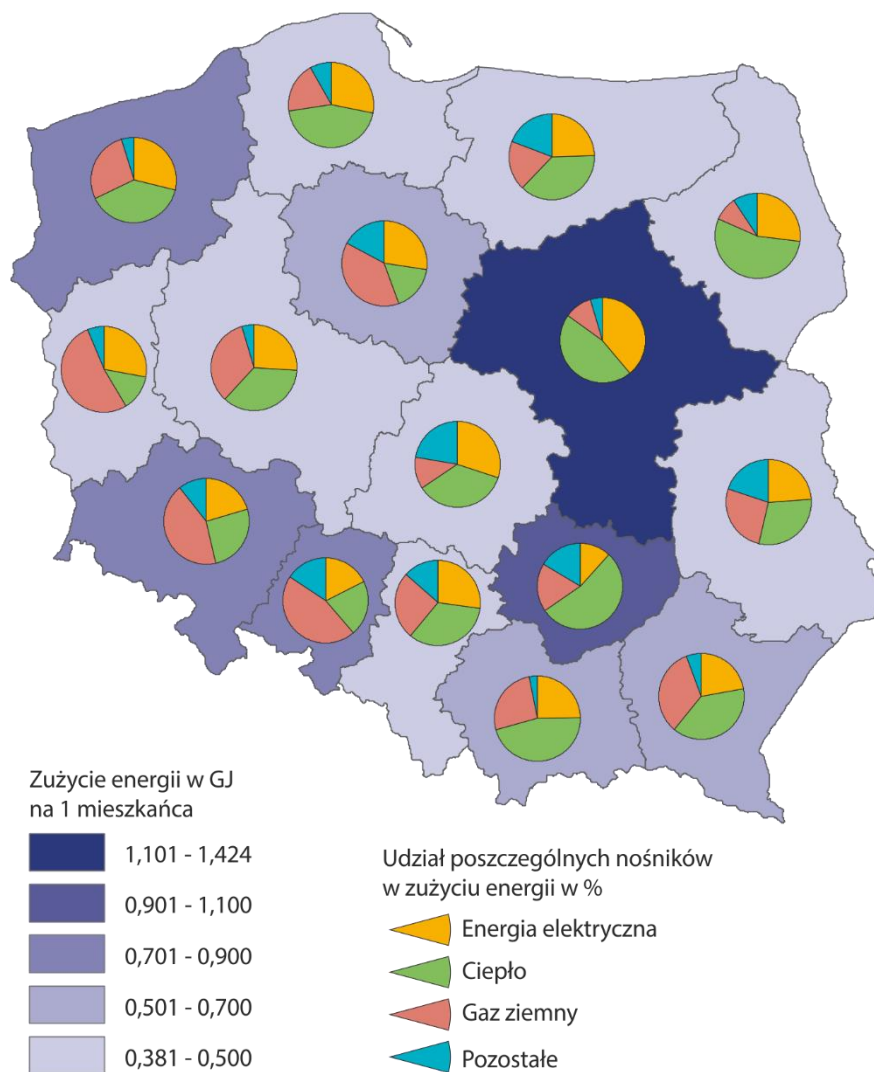 Zużycie energii w GJ
na 1 mieszkańca
1,101 - 1,424
0,901 - 1,100
0,701 - 0,900
0,501 - 0,700
0,381 - 0,500
Udział poszczególnych nośników
w zużyciu energii w %
Energia elektryczna
Ciepło
Gaz ziemny
Pozostałe